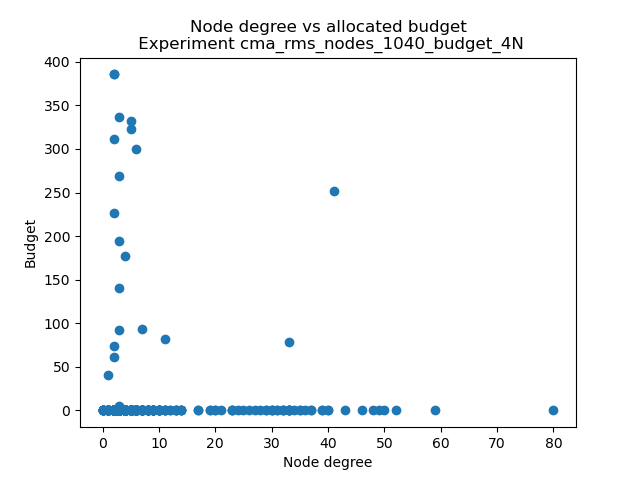 Node degree vs allocated budget
Experiment cma_rms_nodes_1040_budget_4N
400
350
300
250
200
150
100
50
0
Budget
0 10 20 30 40 50 60 70 80
Node degree